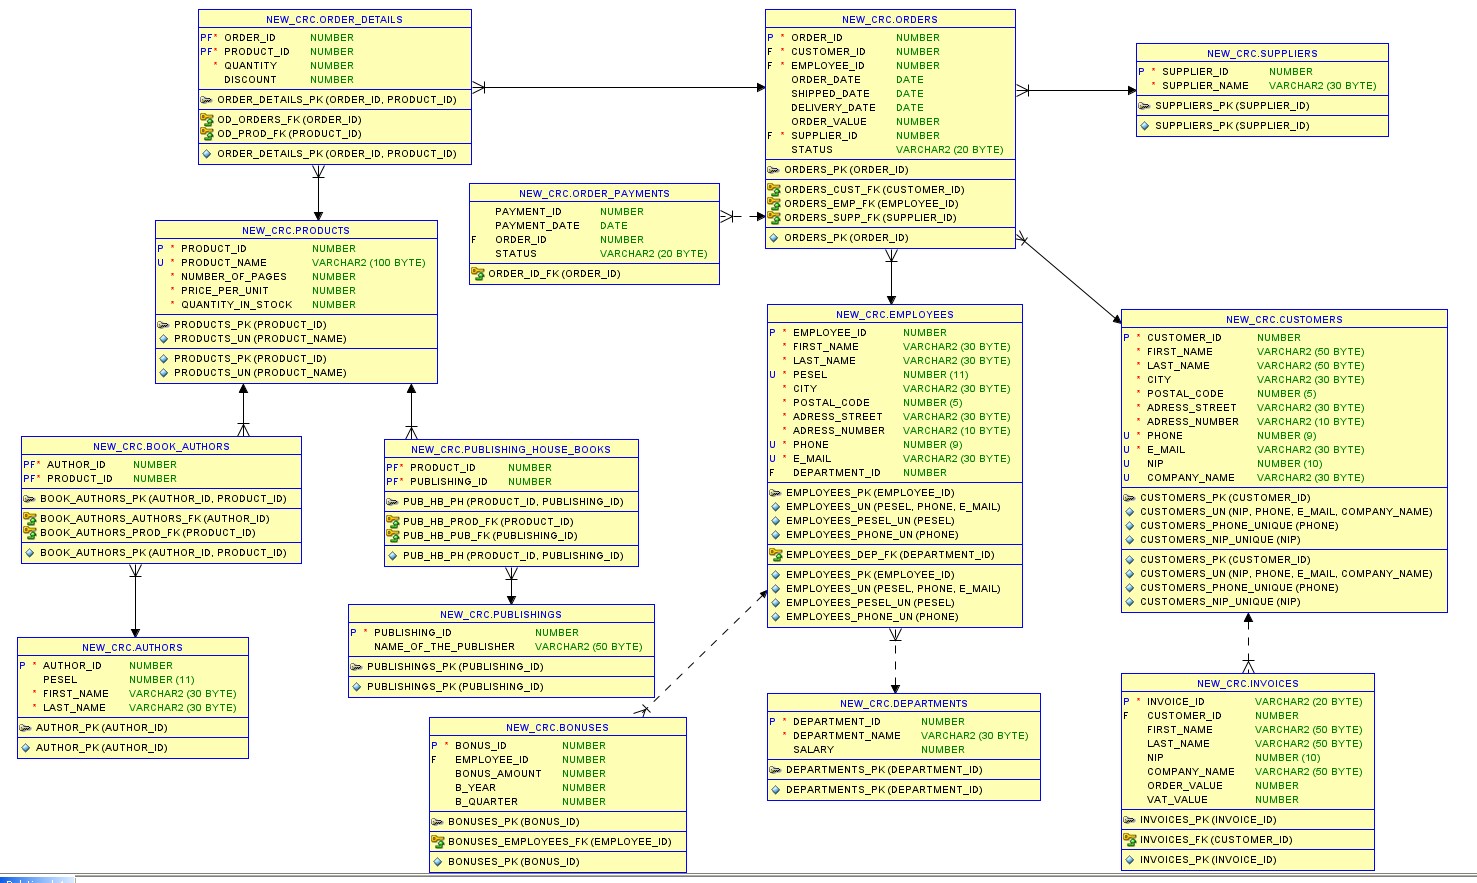 NEW_CRC.ORDER_DETAILS
PF* ORDER_ID NUMBER
PF* PRODUCT_ID NUMBER
* QUANTITY NUMBER
DISCOUNT NUMBER
ORDER_DETAILS_PK (ORDER_ID, PRODUCT_ID)
OD_ORDERS_FK (ORDER_ID)
OD_PROD_FK (PRODUCT_ID)
ORDER_DETAILS_PK (ORDER_ID, PRODUCT_ID)
NEW_CRC.ORDERS
P * ORDER_ID NUMBER
F * CUSTOMER_ID NUMBER
F * EMPLOYEE_ID NUMBER
ORDER_DATE DATE
SHIPPED_DATE DATE
DELIVERY_DATE DATE
ORDER_VALUE NUMBER
F * SUPPLIER_ID NUMBER
STATUS VARCHAR2 (20 BYTE)
ORDERS_PK (ORDER_ID)
ORDERS_CUST_FK (CUSTOMER_ID)
ORDERS_EMP_FK (EMPLOYEE_ID)
ORDERS_SUPP_FK (SUPPLIER_ID)
ORDERS_PK (ORDER_ID)
NEW_CRC.SUPPLIERS
P * SUPPLIER_ID NUMBER
* SUPPLIER_NAME VARCHAR2 (30 BYTE)
SUPPLIERS_PK (SUPPLIER_ID)
SUPPLIERS_PK (SUPPLIER_ID)
NEW_CRC.ORDER_PAYMENTS
PAYMENT_ID NUMBER
PAYMENT_DATE DATE
F ORDER_ID NUMBER
STATUS VARCHAR2 (20 BYTE)
ORDER_ID_FK (ORDER_ID)
NEW_CRC.PRODUCTS
P * PRODUCT_ID NUMBER
U * PRODUCT_NAME VARCHAR2 (100 BYTE)
* NUMBER_OF_PAGES NUMBER
* PRICE_PER_UNIT NUMBER
* QUANTITY_IN_STOCK NUMBER
PRODUCTS_PK (PRODUCT_ID)
PRODUCTS_UN (PRODUCT_NAME)
PRODUCTS_PK (PRODUCT_ID)
PRODUCTS_UN (PRODUCT_NAME)
NEW_CRC.EMPLOYEES
P * EMPLOYEE_ID NUMBER
* FIRST_NAME VARCHAR2 (30 BYTE)
* LAST_NAME VARCHAR2 (30 BYTE)
U * PESEL NUMBER (11)
* CITY VARCHAR2 (30 BYTE)
* POSTAL_CODE NUMBER (5)
* ADRESS_STREET VARCHAR2 (30 BYTE)
* ADRESS_NUMBER VARCHAR2 (10 BYTE)
U * PHONE NUMBER (9)
U * E_MAIL VARCHAR2 (30 BYTE)
F DEPARTMENT_ID NUMBER
EMPLOYEES_PK (EMPLOYEE_ID)
EMPLOYEES_UN (PESEL, PHONE, E_MAIL)
EMPLOYEES_PESEL_UN (PESEL)
EMPLOYEES_PHONE_UN (PHONE)
EMPLOYEES_DEP_FK (DEPARTMENT_ID)
EMPLOYEES_PK (EMPLOYEE_ID)
EMPLOYEES_UN (PESEL, PHONE, E_MAIL)
EMPLOYEES_PESEL_UN (PESEL)
EMPLOYEES_PHONE_UN (PHONE)
NEW_CRC.CUSTOMERS
P * CUSTOMER_ID NUMBER
* FIRST_NAME VARCHAR2 (50 BYTE)
* LAST_NAME VARCHAR2 (50 BYTE)
* CITY VARCHAR2 (30 BYTE)
* POSTAL_CODE NUMBER (5)
* ADRESS_STREET VARCHAR2 (30 BYTE)
* ADRESS_NUMBER VARCHAR2 (10 BYTE)
U * PHONE NUMBER (9)
U * E_MAIL VARCHAR2 (30 BYTE)
U NIP NUMBER (10)
U COMPANY_NAME VARCHAR2 (30 BYTE)
CUSTOMERS_PK (CUSTOMER_ID)
CUSTOMERS_UN (NIP, PHONE, E_MAIL, COMPANY_NAME)
CUSTOMERS_PHONE_UNIQUE (PHONE)
CUSTOMERS_NIP_UNIQUE (NIP)
CUSTOMERS_PK (CUSTOMER_ID)
CUSTOMERS_UN (NIP, PHONE, E_MAIL, COMPANY_NAME)
CUSTOMERS_PHONE_UNIQUE (PHONE)
CUSTOMERS_NIP_UNIQUE (NIP)
NEW_CRC.BOOK_AUTHORS
PF* AUTHOR_ID NUMBER
PF* PRODUCT_ID NUMBER
BOOK_AUTHORS_PK (AUTHOR_ID, PRODUCT_ID)
BOOK_AUTHORS_AUTHORS_FK (AUTHOR_ID)
BOOK_AUTHORS_PROD_FK (PRODUCT_ID)
BOOK_AUTHORS_PK (AUTHOR_ID, PRODUCT_ID)
NEW_CRC.PUBLISHING_HOUSE_BOOKS
PF* PRODUCT_ID NUMBER
PF* PUBLISHING_ID NUMBER
PUB_HB_PH (PRODUCT_ID, PUBLISHING_ID)
PUB_HB_PROD_FK (PRODUCT_ID)
PUB_HB_PUB_FK (PUBLISHING_ID)
PUB_HB_PH (PRODUCT_ID, PUBLISHING_ID)
NEW_CRC.PUBLISHINGS
P * PUBLISHING_ID NUMBER
NAME_OF_THE_PUBLISHER VARCHAR2 (50 BYTE)
PUBLISHINGS_PK (PUBLISHING_ID)
PUBLISHINGS_PK (PUBLISHING_ID)
NEW_CRC.AUTHORS
P * AUTHOR_ID NUMBER
PESEL NUMBER (11)
* FIRST_NAME VARCHAR2 (30 BYTE)
* LAST_NAME VARCHAR2 (30 BYTE)
AUTHOR_PK (AUTHOR_ID)
AUTHOR_PK (AUTHOR_ID)
NEW_CRC.BONUSES
P * BONUS_ID NUMBER
F EMPLOYEE_ID NUMBER
BONUS_AMOUNT NUMBER
B_YEAR NUMBER
B_QUARTER NUMBER
BONUSES_PK (BONUS_ID)
BONUSES_EMPLOYEES_FK (EMPLOYEE_ID)
BONUSES_PK (BONUS_ID)
NEW_CRC.DEPARTMENTS
P * DEPARTMENT_ID NUMBER
* DEPARTMENT_NAME VARCHAR2 (30 BYTE)
SALARY NUMBER
DEPARTMENTS_PK (DEPARTMENT_ID)
DEPARTMENTS_PK (DEPARTMENT_ID)
NEW_CRC.INVOICES
P * INVOICE_ID VARCHAR2 (20 BYTE)
F CUSTOMER_ID NUMBER
FIRST_NAME VARCHAR2 (50 BYTE)
LAST_NAME VARCHAR2 (50 BYTE)
NIP NUMBER (10)
COMPANY_NAME VARCHAR2 (50 BYTE)
ORDER_VALUE NUMBER
VAT_VALUE NUMBER
INVOICES_PK (INVOICE_ID)
INVOICES_FK (CUSTOMER_ID)
INVOICES_PK (INVOICE_ID)